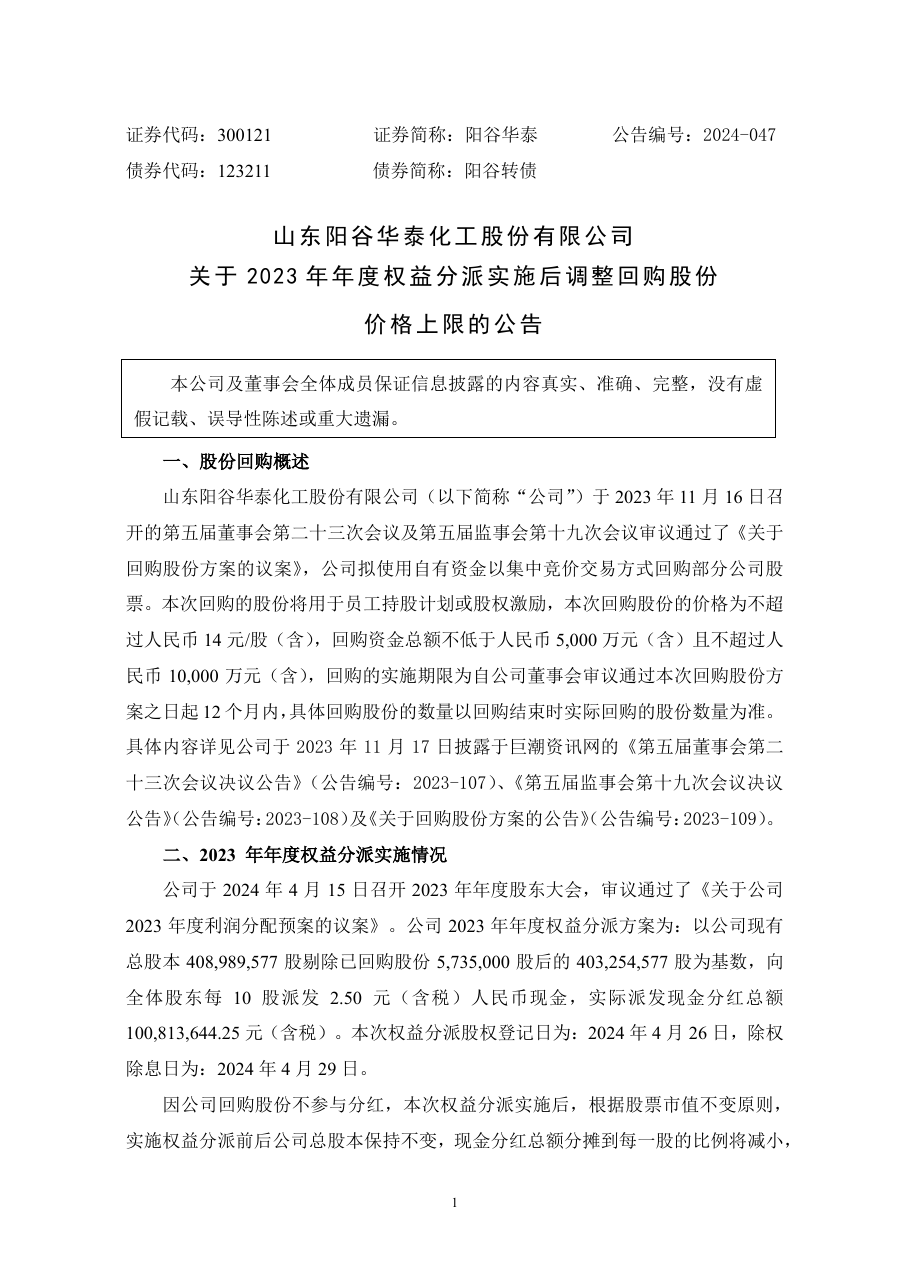 证券代码：300121 证券简称：阳谷华泰 公告编号：2024-047
债券代码：123211 债券简称：阳谷转债
山东阳谷华泰化工股份有限公司
关于 2023 年年度权益分派实施后调整回购股份
价格上限的公告
本公司及董事会全体成员保证信息披露的内容真实、准确、完整，没有虚
假记载、误导性陈述或重大遗漏。
一、股份回购概述
山东阳谷华泰化工股份有限公司（以下简称“公司”）于 2023 年 11 月 16 日召
开的第五届董事会第二十三次会议及第五届监事会第十九次会议审议通过了《关于
回购股份方案的议案》，公司拟使用自有资金以集中竞价交易方式回购部分公司股
票。本次回购的股份将用于员工持股计划或股权激励，本次回购股份的价格为不超
过人民币 14 元/股（含），回购资金总额不低于人民币 5,000 万元（含）且不超过人
民币 10,000 万元（含），回购的实施期限为自公司董事会审议通过本次回购股份方
案之日起 12 个月内，具体回购股份的数量以回购结束时实际回购的股份数量为准。
具体内容详见公司于 2023 年 11 月 17 日披露于巨潮资讯网的《第五届董事会第二
十三次会议决议公告》（公告编号：2023-107）、《第五届监事会第十九次会议决议
公告》（公告编号：2023-108）及《关于回购股份方案的公告》（公告编号：2023-109）。
二、2023 年年度权益分派实施情况
公司于 2024 年 4 月 15 日召开 2023 年年度股东大会，审议通过了《关于公司
2023 年度利润分配预案的议案》。公司 2023 年年度权益分派方案为：以公司现有
总股本 408,989,577 股剔除已回购股份 5,735,000 股后的 403,254,577 股为基数，向
全体股东每 10 股派发 2.50 元（含税）人民币现金，实际派发现金分红总额
100,813,644.25 元（含税）。本次权益分派股权登记日为：2024 年 4 月 26 日，除权
除息日为：2024 年 4 月 29 日。
因公司回购股份不参与分红，本次权益分派实施后，根据股票市值不变原则，
实施权益分派前后公司总股本保持不变，现金分红总额分摊到每一股的比例将减小，
1